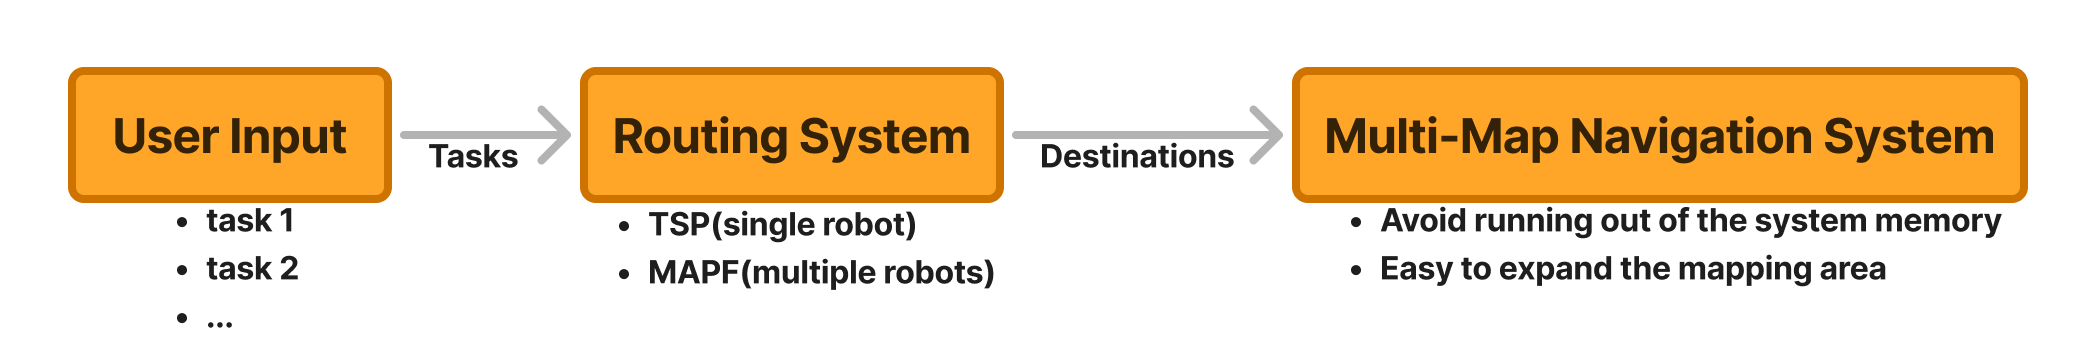 User Input
Tasks
Routing System
Destinations
Multi-Map Navigation System
• task 1
• task 2
• ...
• TSP(single robot)
• MAPF(multiple robots)
• Avoid running out of the system memory
• Easy to expand the mapping area